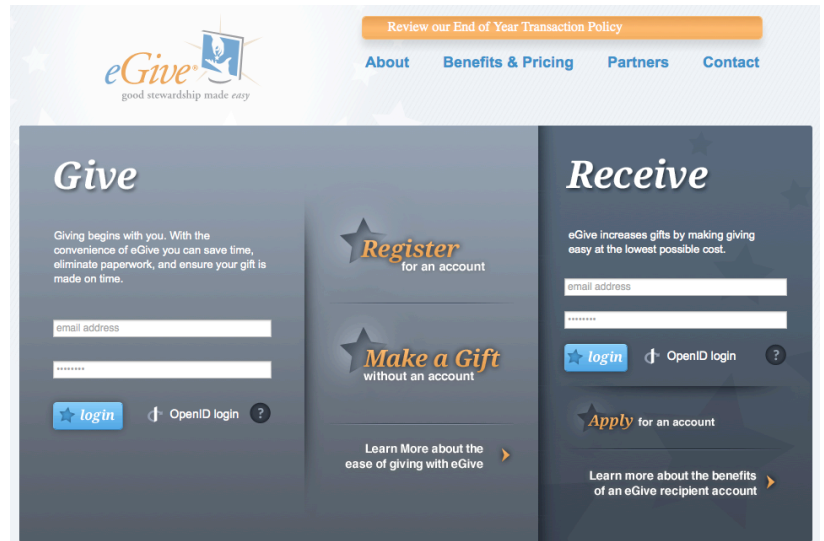 Review our End of Year Transaction Policy
eGive®
good stewardship made easy
About Benefits & Pricing Partners Contact
Give
Giving begins with you. With the
convenience of eGive you can save time,
eliminate paperwork, and ensure your gift is
made on time.
email address
********
login OpenID login ?
Register
for an account
Make a Gift
without an account
Learn More about the
ease of giving with eGive
Receive
eGive increases gifts by making giving
easy at the lowest possible cost.
email address
********
login OpenID login ?
Apply for an account
Learn more about the benefits
of an eGive recipient account